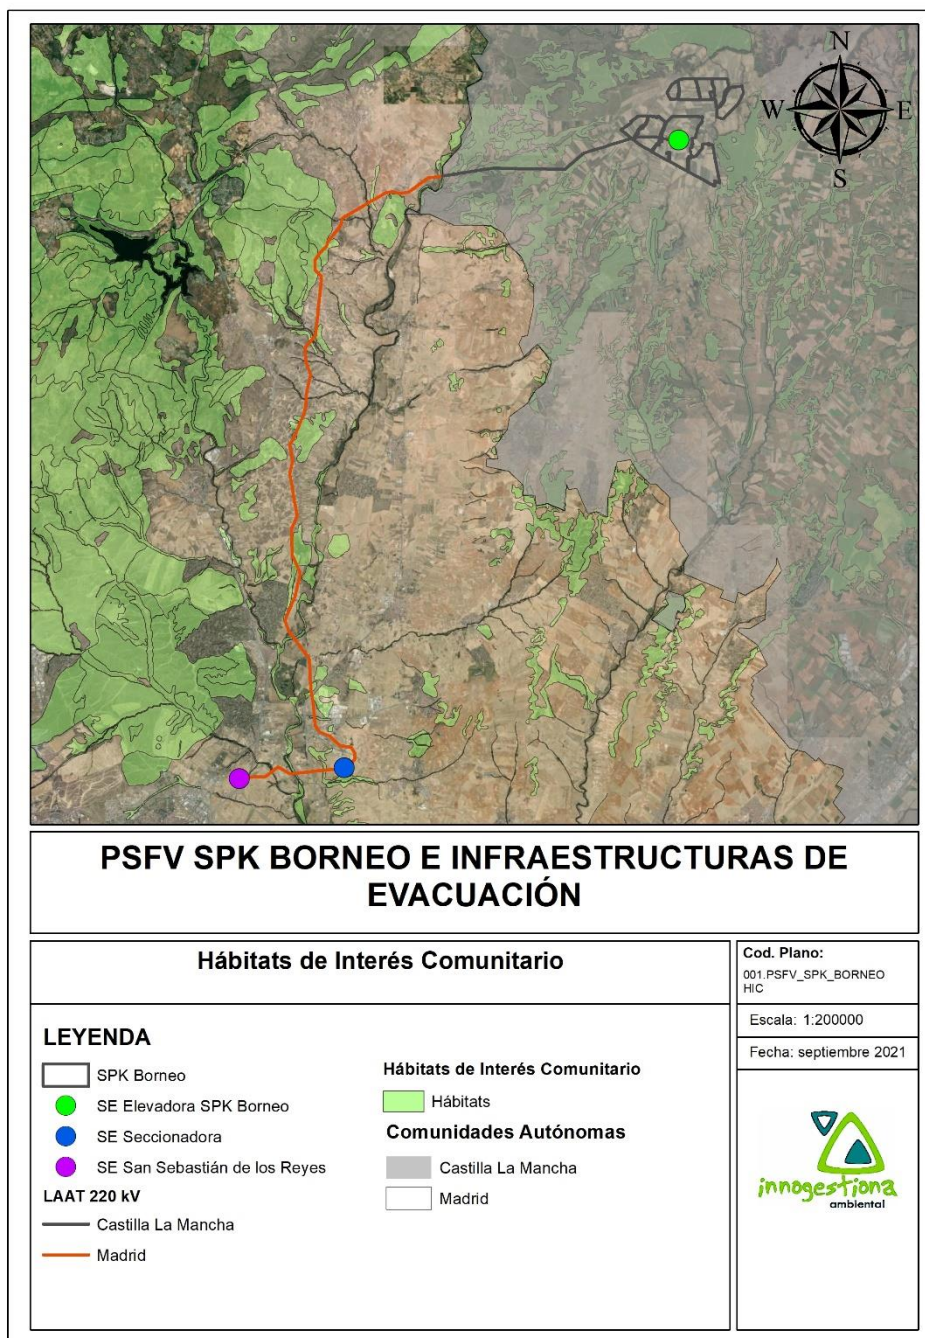 N
W
E
S
PSFV SPK BORNEO E INFRAESTRUCTURAS DE
EVACUACIÓN
Hábitats de Interés Comunitario
Cod. Plano:
001.PSFV_SPK_BORNEO
HIC
Escala: 1:200000
Fecha: septiembre 2021
LEYENDA
SPK Borneo
SE Elevadora SPK Borneo
SE Seccionadora
SE San Sebastián de los Reyes
LAAT 220 kV
Castilla La Mancha
Madrid
Hábitats de Interés Comunitario
Hábitats
Comunidades Autónomas
Castilla La Mancha
Madrid
innogestiona
ambiental